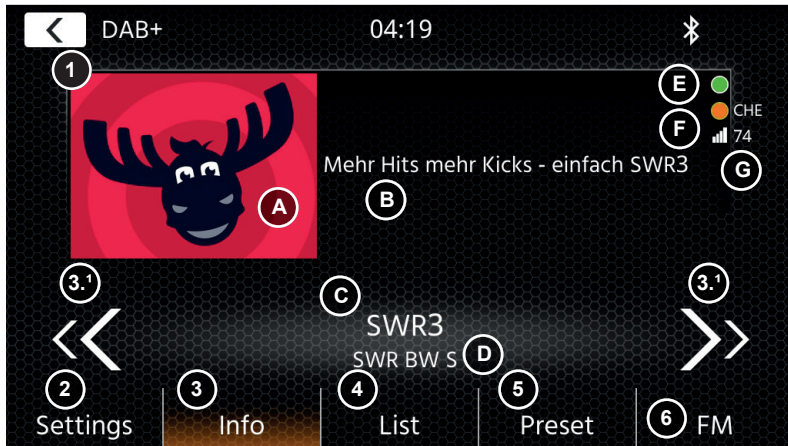 DAB+ 04:19
1
E
CHE
F
74
Mehr Hits mehr Kicks - einfach SWR3
G
A
B
3.¹ 3.¹
C
SWR3
SWR BW S
D
2 3 4 5
Settings Info List Preset 6 FM